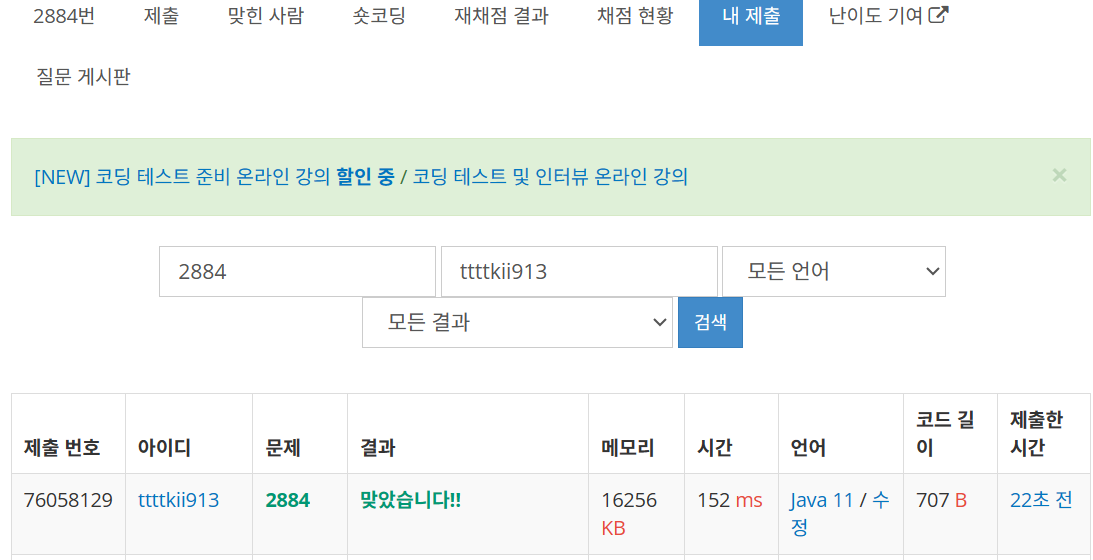 2884번 제출 맞힌 사람 숏코딩 재채점 결과 채점 현황 내 제출 난이도 기여
질문 게시판
[NEW] 코딩 테스트 준비 온라인 강의 할인 중 / 코딩 테스트 및 인터뷰 온라인 강의 ×
2884 ttttkii913 모든 언어
모든 결과 검색
제출 번호 아이디 문제 결과 메모리 시간 언어 코드 길이 제출한 시간
76058129 ttttkii913 2884 맞았습니다!! 16256 KB 152 ms Java 11 / 수정 707 B 22초 전